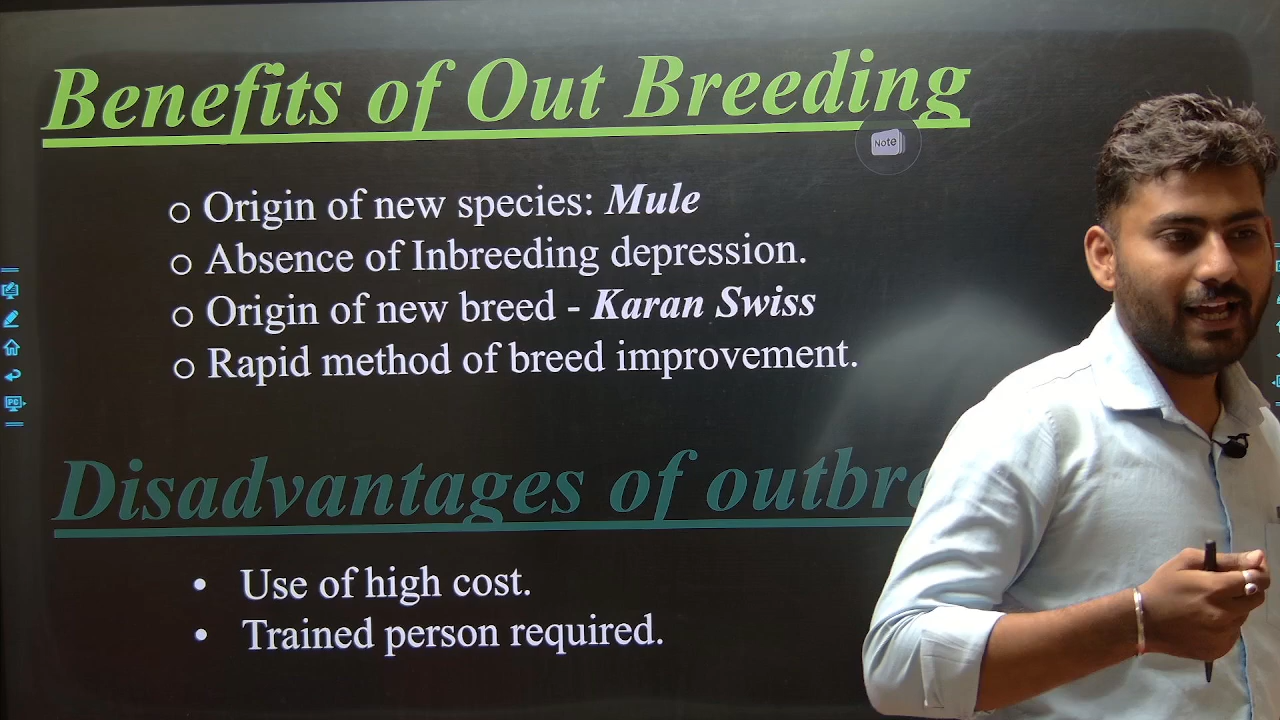 Benefits of Out Breeding
Note
Origin of new species: Mule
Absence of Inbreeding depression.
Origin of new breed - Karan Swiss
Rapid method of breed improvement.
Disadvantages of
• Use of high cost.
• Trained person required.